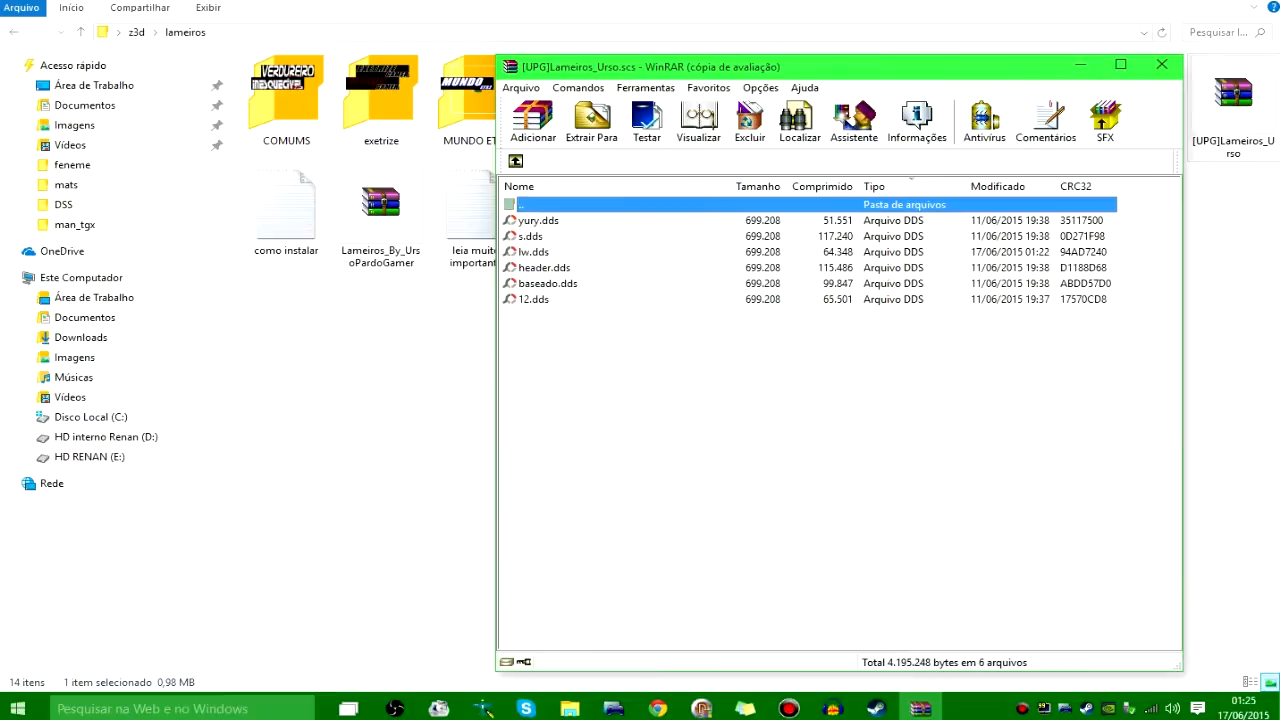 Arquivo Início Compartilhar Exibir
z3d lameiros
Pesquisar l...
Acesso rápido
Área de Trabalho
Documentos
Imagens
Vídeos
feneme
mats
DSS
man_tgx
OneDrive
Este Computador
Área de Trabalho
Documentos
Downloads
Imagens
Músicas
Vídeos
Disco Local (C:)
HD interno Renan (D:)
HD RENAN (E:)
Rede
VERDUREIRO
INESQUECÍVEL
COMUMS
exetrize
MUNDO
MUNDO ET
como instalar
Lameiros_By_Urs
oPardoGamer
leia muito
important
[UPG]Lameiros_U
rso
[UPG]Lameiros_Urso.scs - WinRAR (cópia de avaliação)
Arquivo Comandos Ferramentas Favoritos Opções Ajuda
Adicionar Extrair Para Testar Visualizar Excluir Localizar Assistente Informações Antivírus Comentários SFX
Nome Tamanho Comprimido Tipo Modificado CRC32
.. Pasta de arquivos
yury.dds 699.208 51.551 Arquivo DDS 11/06/2015 19:38 35117500
s.dds 699.208 117.240 Arquivo DDS 11/06/2015 19:38 0D271F98
lw.dds 699.208 64.348 Arquivo DDS 17/06/2015 01:22 94AD7240
header.dds 699.208 115.486 Arquivo DDS 11/06/2015 19:38 D1188D68
baseado.dds 699.208 99.847 Arquivo DDS 11/06/2015 19:38 ABDD57D0
12.dds 699.208 65.501 Arquivo DDS 11/06/2015 19:37 17570CD8
Total 4.195.248 bytes em 6 arquivos
14 itens 1 item selecionado 0,98 MB
Pesquisar na Web e no Windows
01:25
17/06/2015